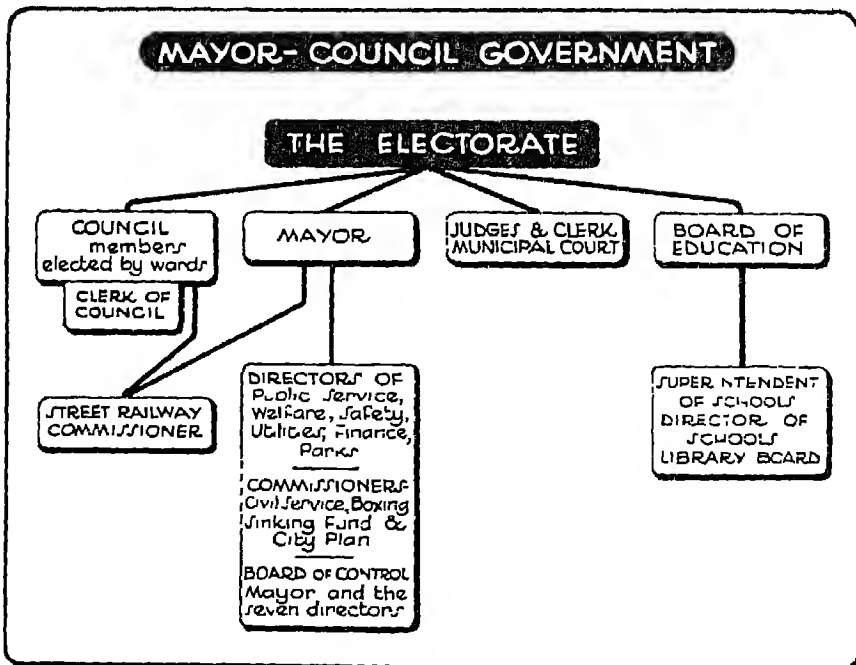 MAYOR-COUNCIL GOVERNMENT
THE ELECTORATE
COUNCIL
members
elected by wards
CLERK OF
COUNCIL
MAYOR
JUDGES & CLERK
MUNICIPAL COURT
BOARD OF
EDUCATION
STREET RAILWAY
COMMISSIONER
DIRECTORS OF
Public Service,
Welfare, Safety,
Utilities, Finance,
Parks
COMMISSIONERS-
Civil Service, Boxing
Sinking Fund &
City Plan
BOARD OF CONTROL
Mayor and the
seven directors
SUPERINTENDENT
OF SCHOOLS
DIRECTOR OF
SCHOOLS
LIBRARY BOARD